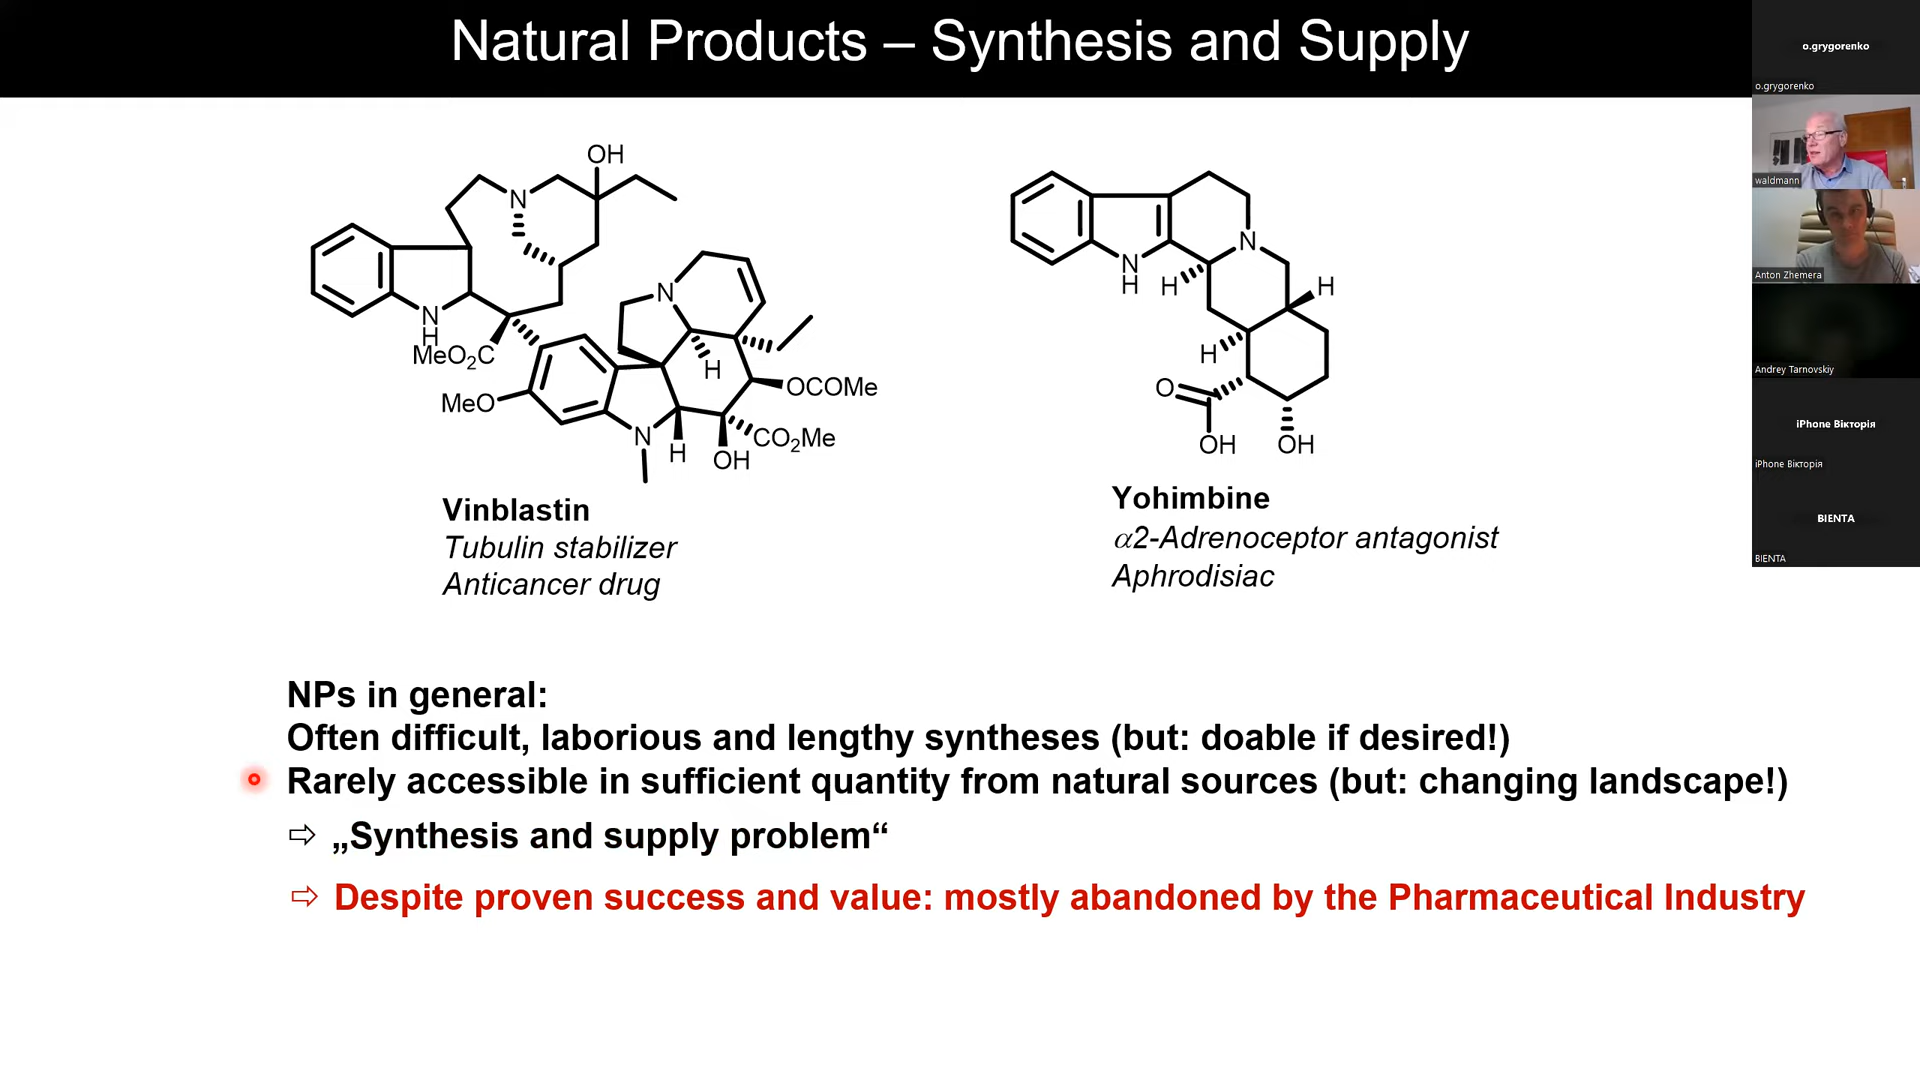 Natural Products – Synthesis and Supply
OH
N
N
H
MeO2C
MeO
N
H
OCOMe
CO2Me
N
H
OH
Vinblastin
Tubulin stabilizer
Anticancer drug
N
H
N
H
H
H
O
OH
OH
Yohimbine
α2-Adrenoceptor antagonist
Aphrodisiac
NPs in general:
Often difficult, laborious and lengthy syntheses (but: doable if desired!)
Rarely accessible in sufficient quantity from natural sources (but: changing landscape!)
⇨ „Synthesis and supply problem“
⇨ Despite proven success and value: mostly abandoned by the Pharmaceutical Industry
o.grygorenko
o.grygorenko
waldmann
Anton Zhemera
Andrey Tarnovskiy
iPhone Вікторія
iPhone Вікторія
BIENTA
BIENTA